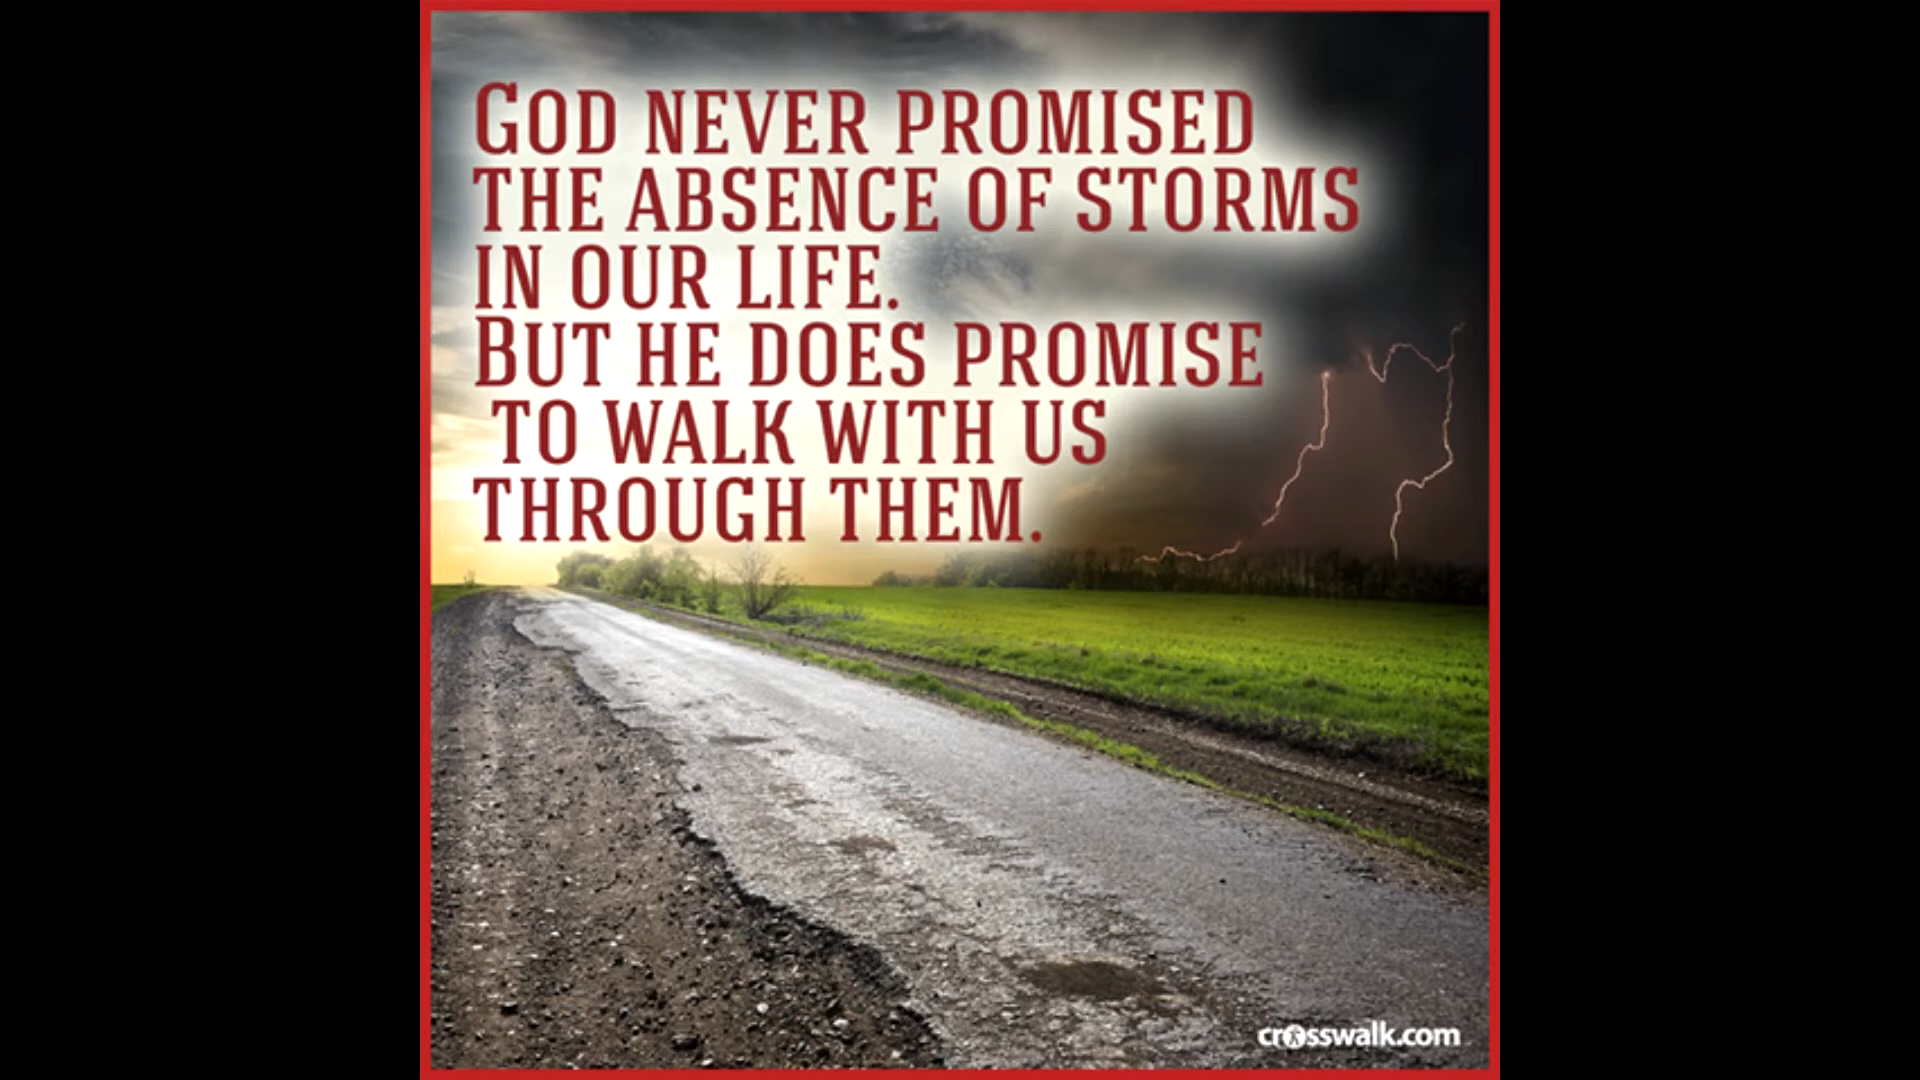 GOD NEVER PROMISED
THE ABSENCE OF STORMS
IN OUR LIFE.
BUT HE DOES PROMISE
TO WALK WITH US
THROUGH THEM.
crosswalk.com